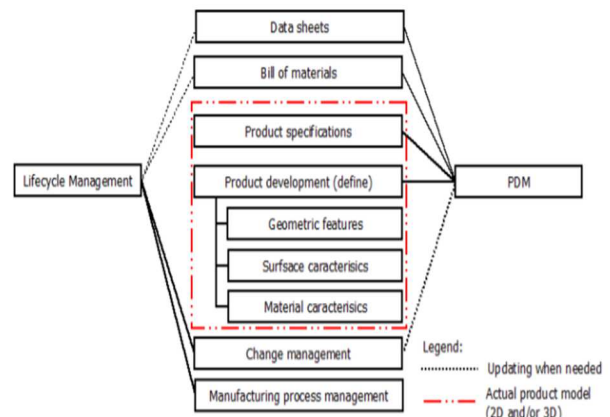 Data sheets
Bill of materials
Product specifications
Lifecycle Management
Product development (define)
PDM
Geometric features
Surfsace caracterisics
Material caracterisics
Change management
Manufacturing process management
Legend:
Updating when needed
Actual product model
(2D and/or 3D)